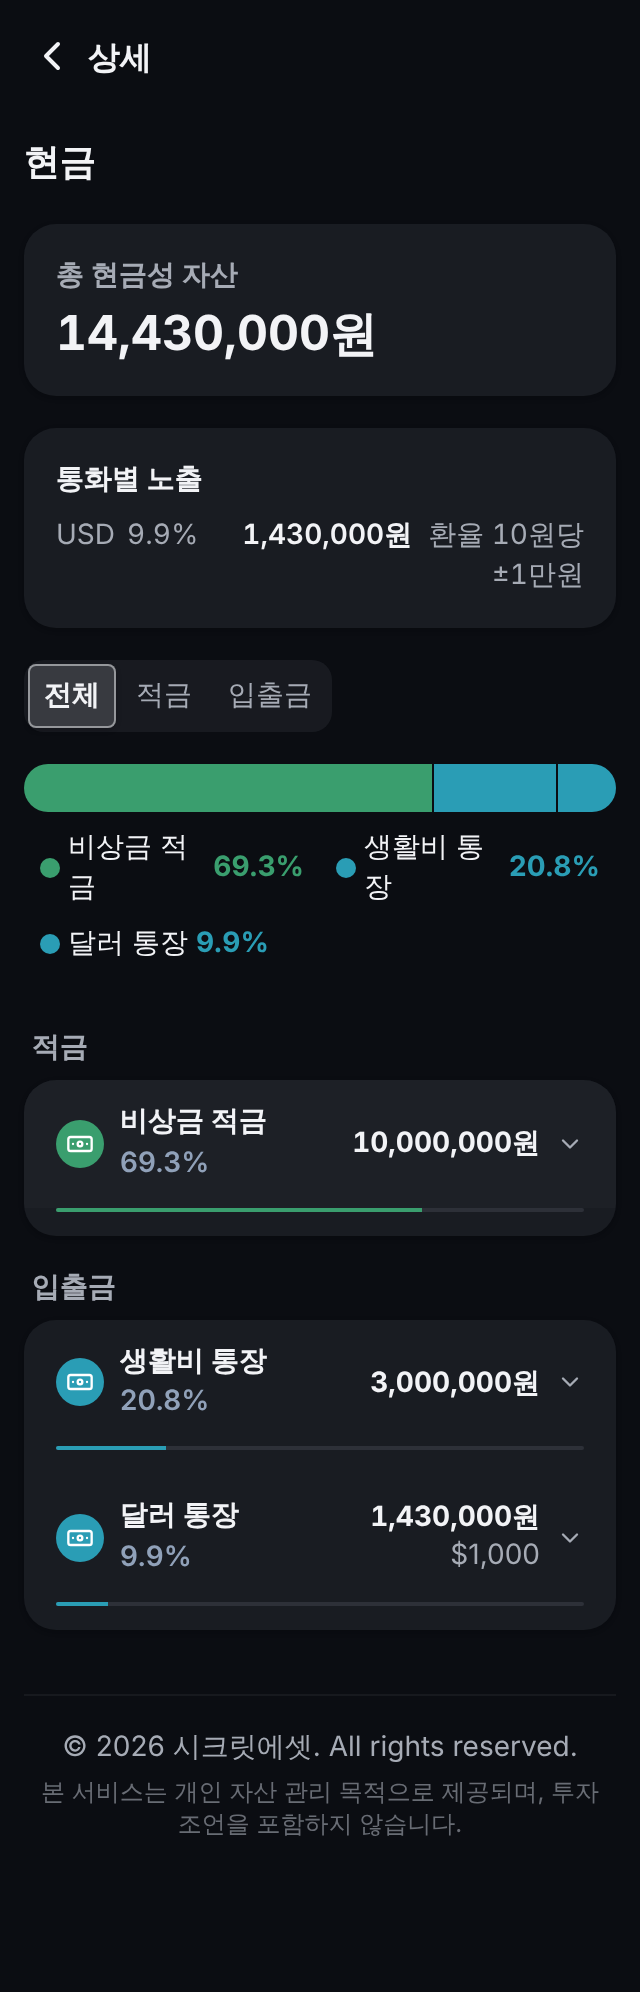 상세
현금
총 현금성 자산
14,430,000원
통화별 노출
USD 9.9% 1,430,000원 환율 10원당
±1만원
전체 적금 입출금
비상금 적금 69.3% 생활비 통장 20.8%
달러 통장 9.9%
적금
비상금 적금
69.3%
10,000,000원
입출금
생활비 통장
20.8%
3,000,000원
달러 통장
9.9%
1,430,000원
$1,000
© 2026 시크릿에셋. All rights reserved.
본 서비스는 개인 자산 관리 목적으로 제공되며, 투자
조언을 포함하지 않습니다.